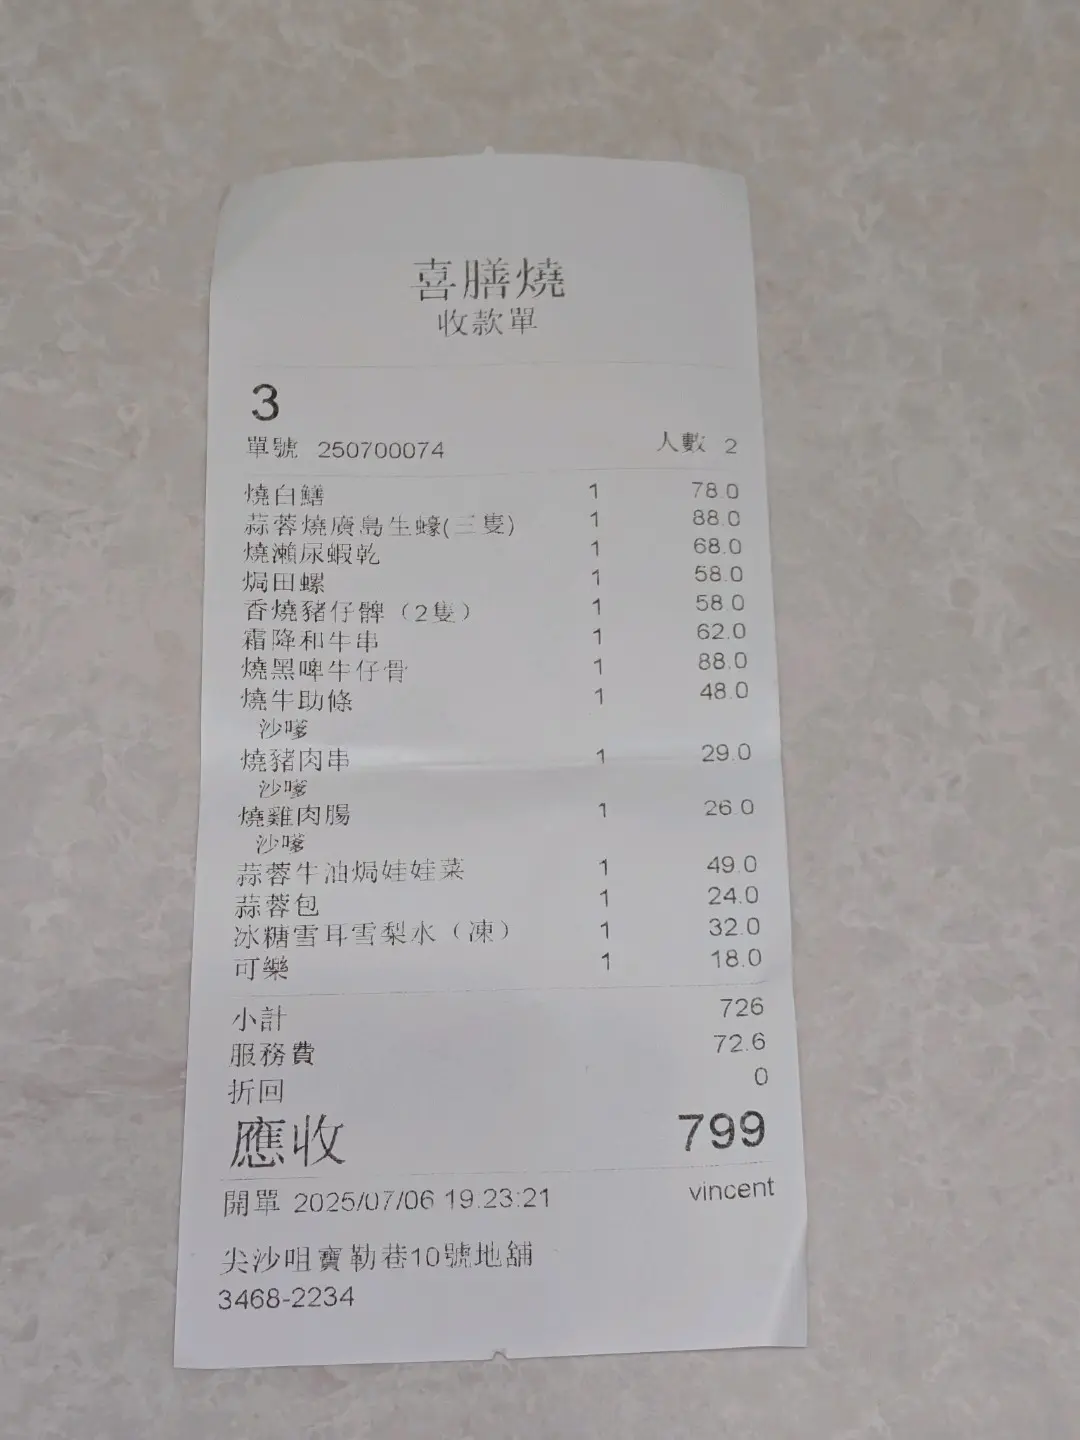 喜膳燒
收款單
3
單號 250700074 人數 2
燒白鱔 1 78.0
蒜蓉燒廣島生蠔(三隻) 1 88.0
燒瀨尿蝦乾 1 68.0
焗田螺 1 58.0
香燒豬仔髀（2隻） 1 58.0
霜降和牛串 1 62.0
燒黑啤牛仔骨 1 88.0
燒牛助條 1 48.0
沙嗲
燒豬肉串 1 29.0
沙嗲
燒雞肉腸 1 26.0
沙嗲
蒜蓉牛油焗娃娃菜 1 49.0
蒜蓉包 1 24.0
冰糖雪耳雪梨水（凍） 1 32.0
可樂 1 18.0
小計 726
服務費 72.6
折回 0
應收 799
開單 2025/07/06 19:23:21 vincent
尖沙咀寶勒巷10號地舖
3468-2234